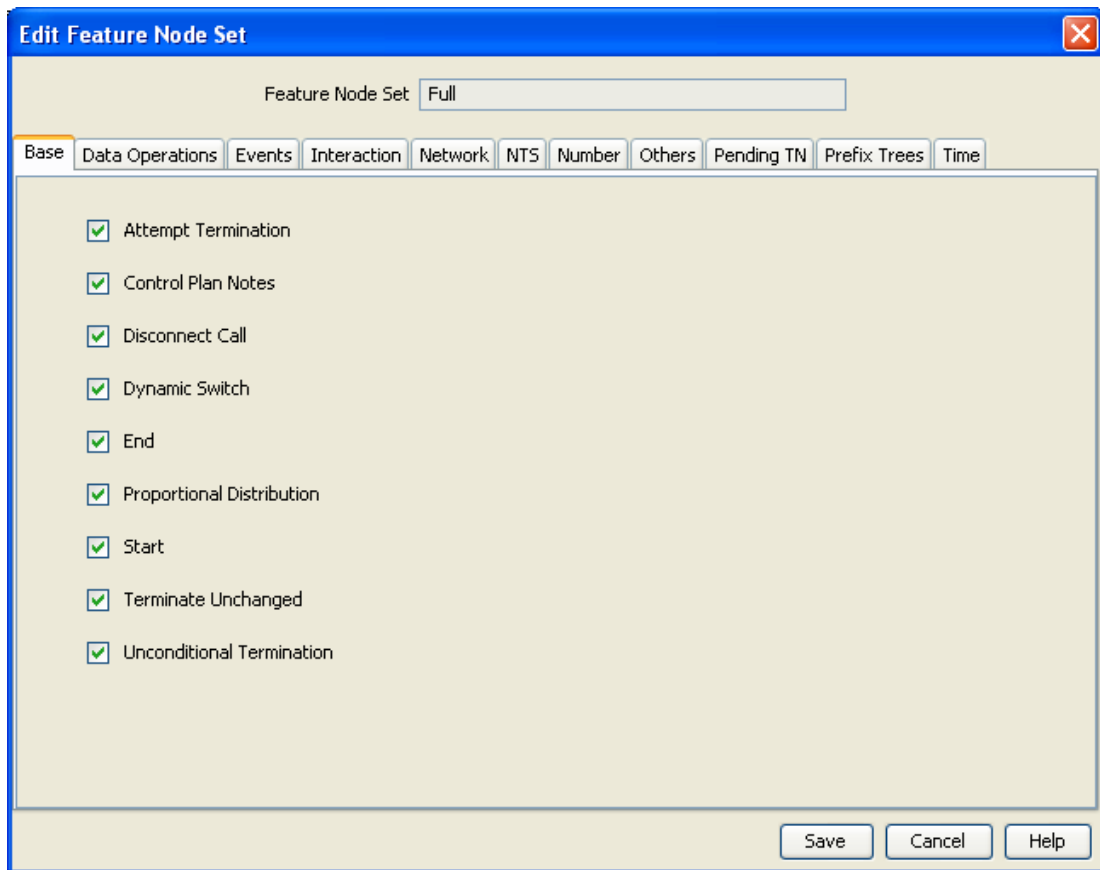 Edit Feature Node Set
Feature Node Set Full
Base Data Operations Events Interaction Network NTS Number Others Pending TN Prefix Trees Time
Attempt Termination
Control Plan Notes
Disconnect Call
Dynamic Switch
End
Proportional Distribution
Start
Terminate Unchanged
Unconditional Termination
Save Cancel Help